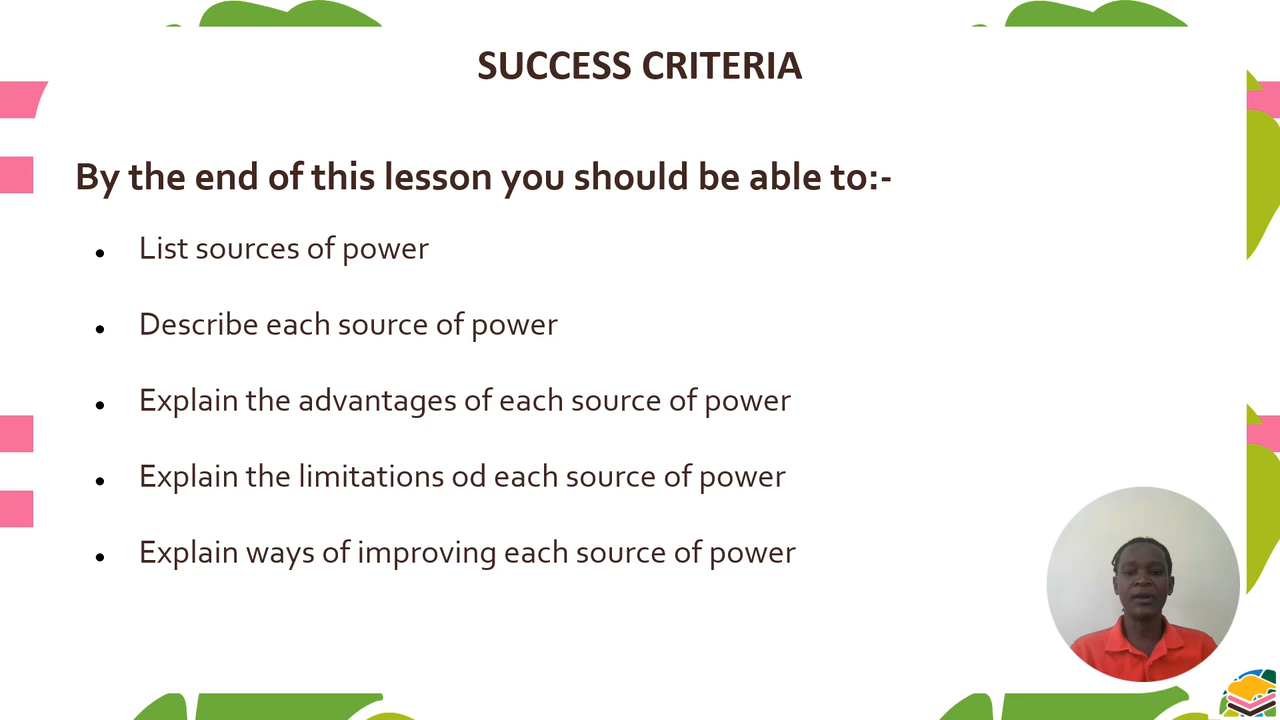 SUCCESS CRITERIA
By the end of this lesson you should be able to:-
• List sources of power
• Describe each source of power
• Explain the advantages of each source of power
• Explain the limitations od each source of power
• Explain ways of improving each source of power